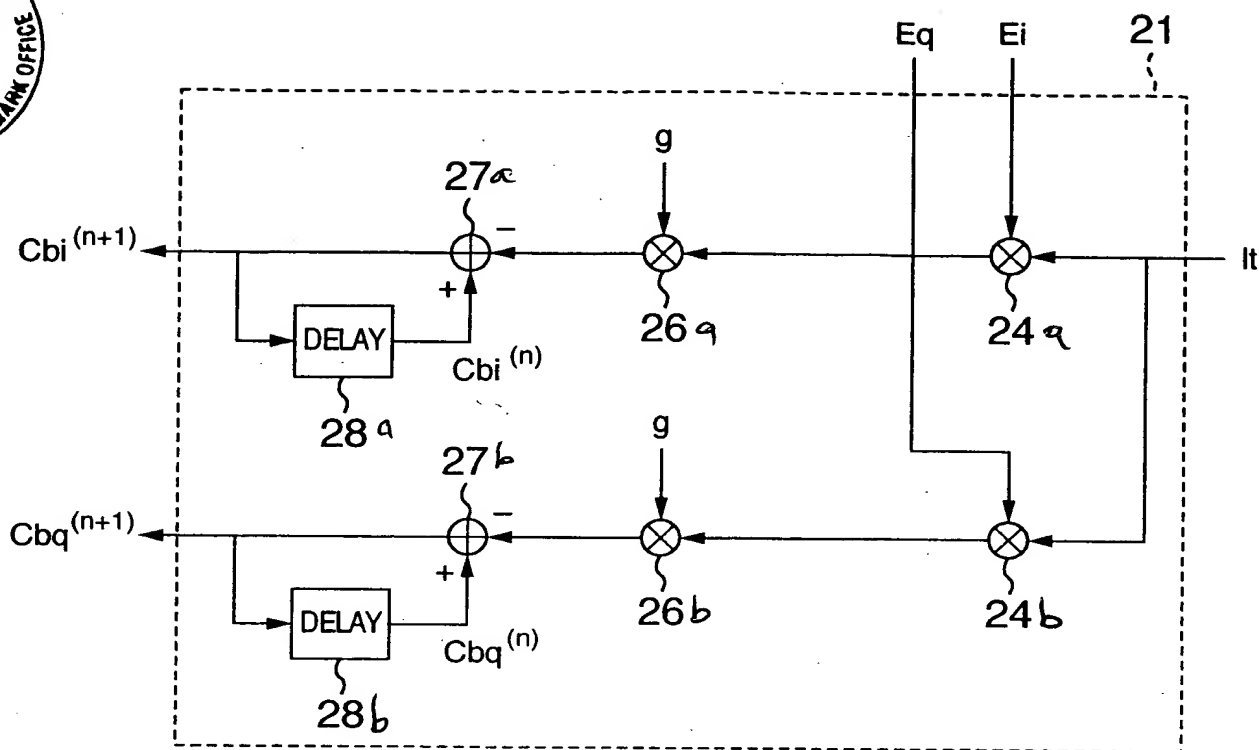 MARK OFFICE
Eq Ei 21
g
27a
Cbi (n+1) − It
+
26a 24a
DELAY
Cbi (n)
28a
g
27b
Cbq (n+1) −
+
26b 24b
DELAY
Cbq (n)
28b